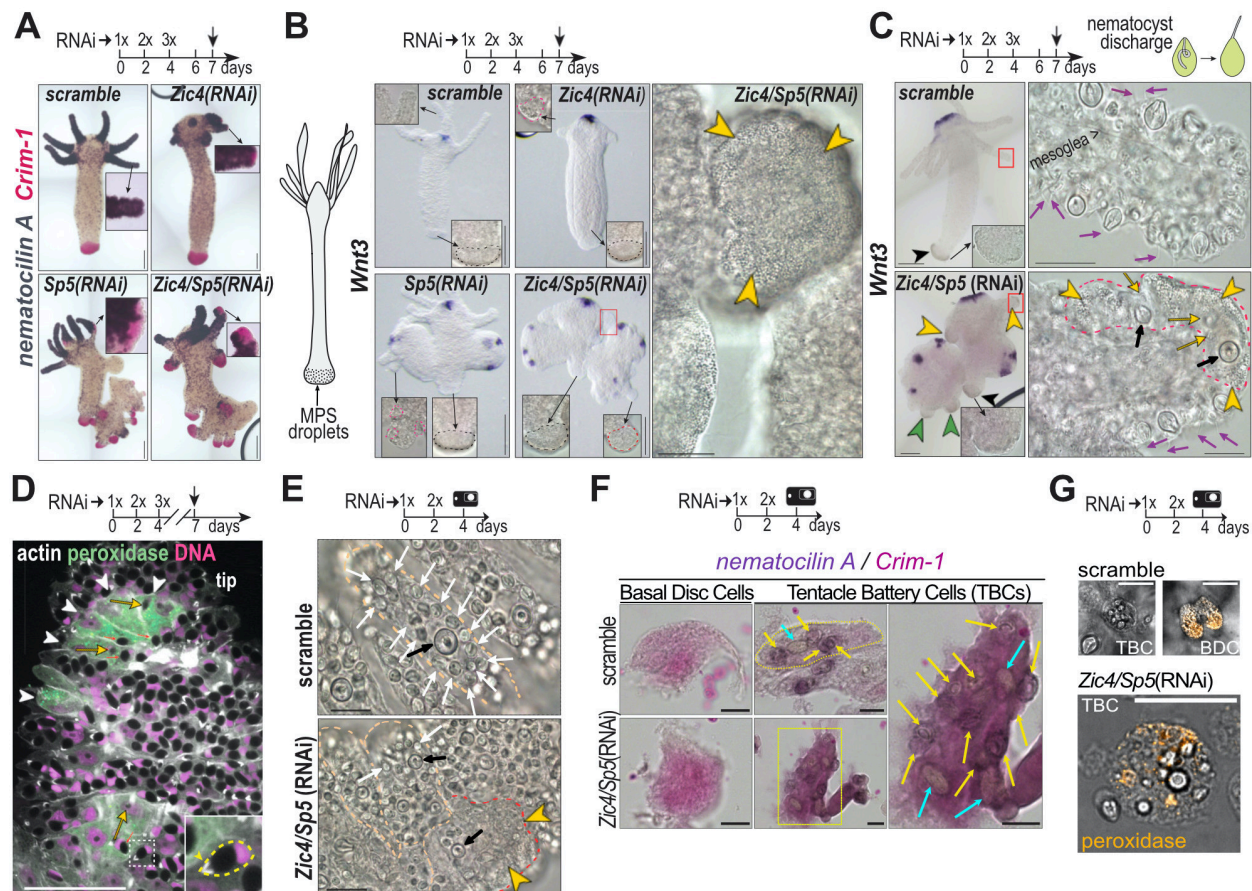 A
RNAi → 1x 2x 3x
0 2 4 6 7 days
nematocilin A Crim-1
scramble
Zic4(RNAi)
Sp5(RNAi)
Zic4/Sp5(RNAi)
B
RNAi → 1x 2x 3x
0 2 4 6 7 days
MPS
droplets
Wnt3
scramble
Zic4(RNAi)
Zic4/Sp5(RNAi)
Sp5(RNAi)
Zic4/Sp5(RNAi)
C
RNAi → 1x 2x 3x
0 2 4 6 7 days
nematocyst
discharge
Wnt3
scramble
mesoglea >
Zic4/Sp5 (RNAi)
D
RNAi → 1x 2x 3x
0 2 4 7 days
actin peroxidase DNA
tip
E
RNAi → 1x 2x
0 2 4 days
scramble
Zic4/Sp5 (RNAi)
F
RNAi → 1x 2x
0 2 4 days
nematocilin A / Crim-1
Basal Disc Cells
Tentacle Battery Cells (TBCs)
scramble
Zic4/Sp5(RNAi)
G
RNAi → 1x 2x
0 2 4 days
scramble
TBC
BDC
Zic4/Sp5(RNAi)
TBC
peroxidase